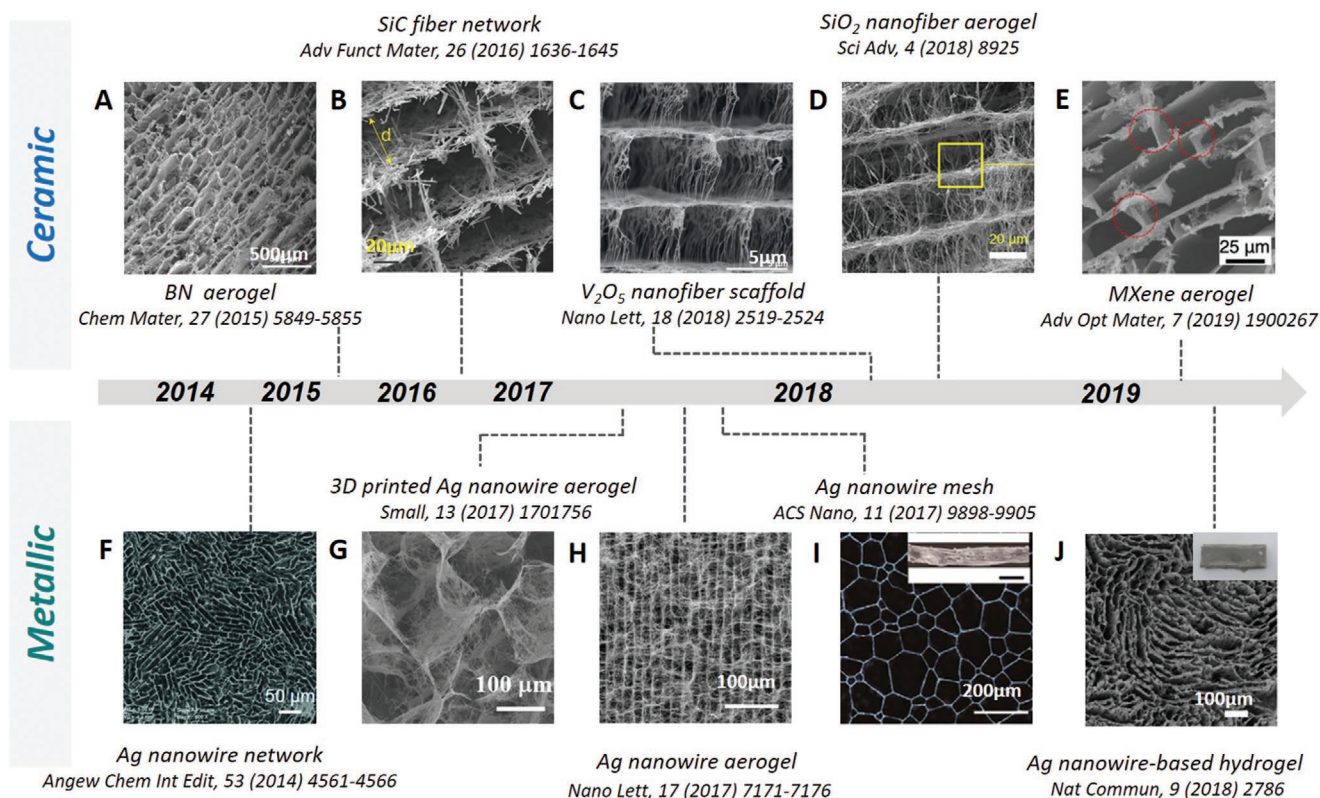 Ceramic
SiC fiber network
Adv Funct Mater, 26 (2016) 1636-1645
SiO2 nanofiber aerogel
Sci Adv, 4 (2018) 8925
A
B
C
D
E
d
500μm
20μm
5μm
20 μm
25 μm
BN aerogel
Chem Mater, 27 (2015) 5849-5855
V2O5 nanofiber scaffold
Nano Lett, 18 (2018) 2519-2524
MXene aerogel
Adv Opt Mater, 7 (2019) 1900267
2014
2015
2016
2017
2018
2019
Metallic
3D printed Ag nanowire aerogel
Small, 13 (2017) 1701756
Ag nanowire mesh
ACS Nano, 11 (2017) 9898-9905
F
G
H
I
J
50 μm
100 μm
100μm
200μm
100μm
Ag nanowire network
Angew Chem Int Edit, 53 (2014) 4561-4566
Ag nanowire aerogel
Nano Lett, 17 (2017) 7171-7176
Ag nanowire-based hydrogel
Nat Commun, 9 (2018) 2786